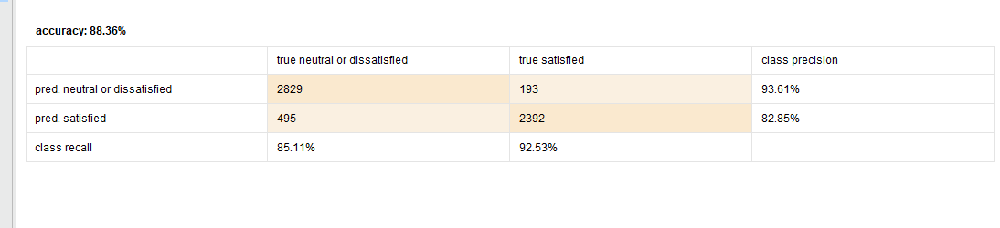 accuracy: 88.36%
true neutral or dissatisfied true satisfied class precision
pred. neutral or dissatisfied 2829 193 93.61%
pred. satisfied 495 2392 82.85%
class recall 85.11% 92.53%